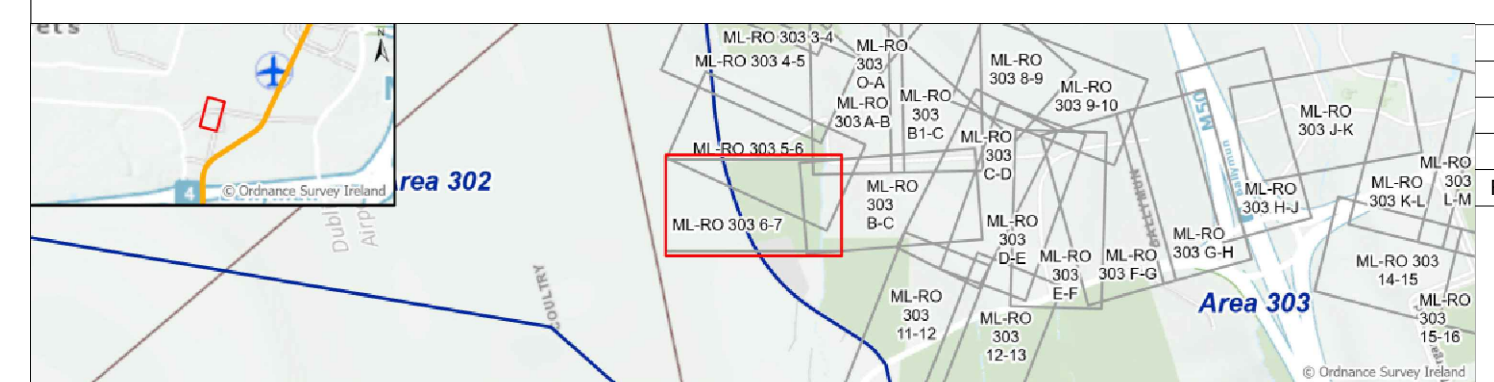 ets
N
4
© Ordnance Survey Ireland
Area 302
COULTRY
ML-RO 303 3-4
ML-RO 303 4-5
ML-RO 303 5-6
ML-RO 303 6-7
ML-RO
303
O-A
ML-RO
303 A-B
ML-RO
303
B1-C
ML-RO
303
B-C
ML-RO
303 8-9
ML-RO
303 9-10
ML-RO
303
C-D
ML-RO
303
D-E
ML-RO
303
E-F
ML-RO
303 F-G
ML-RO
303 G-H
BALLYMUN
M50
Ballymun
ML-RO
303 H-J
ML-RO
303 J-K
ML-RO
303 K-L
ML-RO
303
L-M
ML-RO
303
11-12
ML-RO
303
12-13
Area 303
ML-RO 303
14-15
ML-RO
303
15-16
© Ordnance Survey Ireland